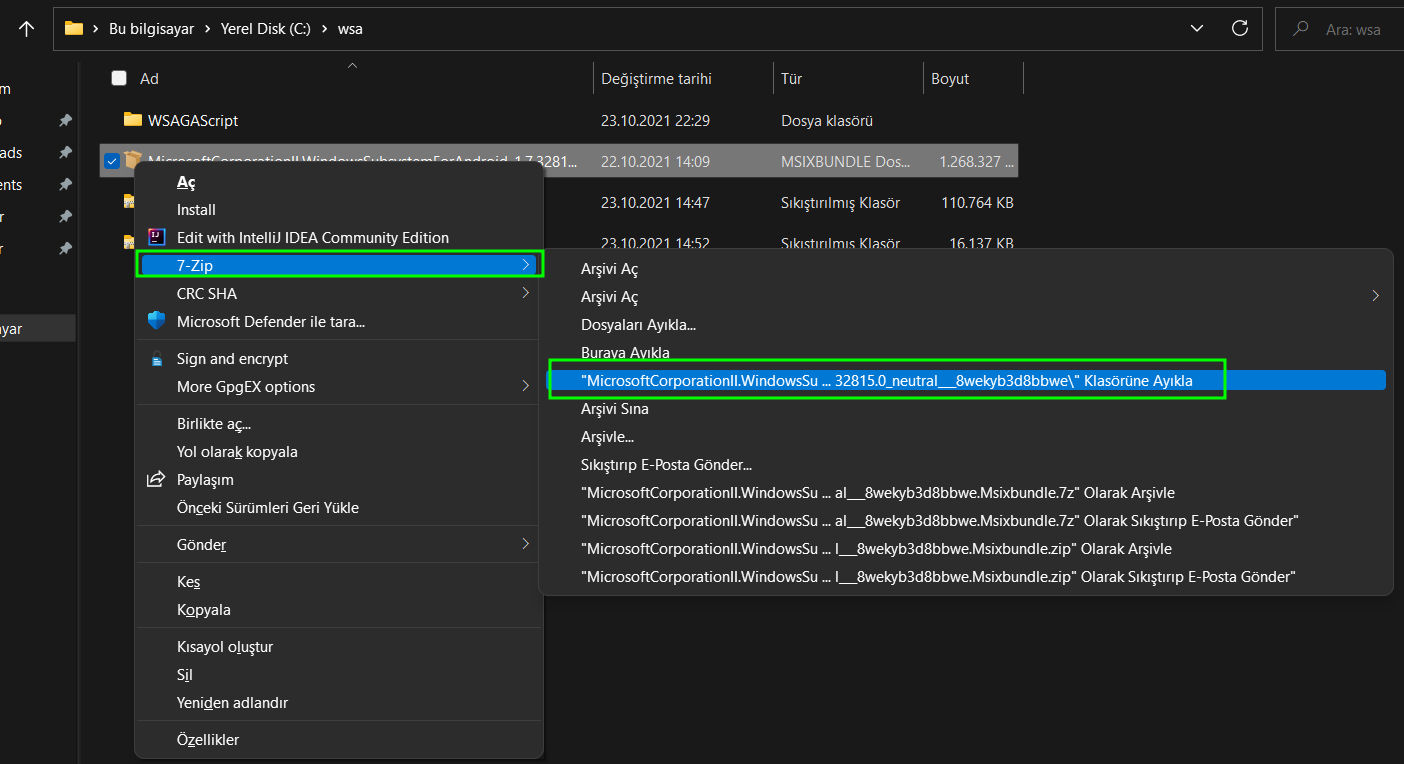 Bu bilgisayar > Yerel Disk (C:) > wsa
Ara: wsa
Ad Değiştirme tarihi Tür Boyut
WSAGAScript 23.10.2021 22:29 Dosya klasörü
MicrosoftCorporationII.WindowsSubsystemForAndroid_1.7.3281... 22.10.2021 14:09 MSIXBUNDLE Dos... 1.268.327 ...
23.10.2021 14:47 Sıkıştırılmış Klasör 110.764 KB
23.10.2021 14:52 Sıkıştırılmış Klasör 16.137 KB
Aç
Install
Edit with IntelliJ IDEA Community Edition
7-Zip
CRC SHA
Microsoft Defender ile tara...
Sign and encrypt
More GpgEX options
Birlikte aç...
Yol olarak kopyala
Paylaşım
Önceki Sürümleri Geri Yükle
Gönder
Kes
Kopyala
Kısayol oluştur
Sil
Yeniden adlandır
Özellikler
Arşivi Aç
Arşivi Aç
Dosyaları Ayıkla...
Buraya Ayıkla
"MicrosoftCorporationII.WindowsSu ... 32815.0_neutral___8wekyb3d8bbwe\" Klasörüne Ayıkla
Arşivi Sına
Arşivle...
Sıkıştırıp E-Posta Gönder...
"MicrosoftCorporationII.WindowsSu ... al___8wekyb3d8bbwe.Msixbundle.7z" Olarak Arşivle
"MicrosoftCorporationII.WindowsSu ... al___8wekyb3d8bbwe.Msixbundle.7z" Olarak Sıkıştırıp E-Posta Gönder"
"MicrosoftCorporationII.WindowsSu ... l___8wekyb3d8bbwe.Msixbundle.zip" Olarak Arşivle
"MicrosoftCorporationII.WindowsSu ... l___8wekyb3d8bbwe.Msixbundle.zip" Olarak Sıkıştırıp E-Posta Gönder"